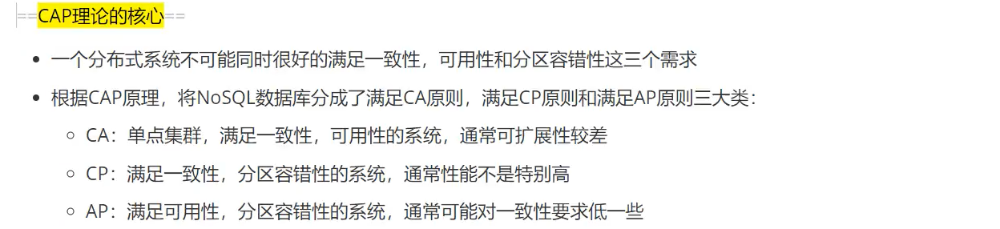 ==CAP理论的核心==
一个分布式系统不可能同时很好的满足一致性，可用性和分区容错性这三个需求
根据CAP原理，将NoSQL数据库分成了满足CA原则，满足CP原则和满足AP原则三大类：
CA：单点集群，满足一致性，可用性的系统，通常可扩展性较差
CP：满足一致性，分区容错性的系统，通常性能不是特别高
AP：满足可用性，分区容错性的系统，通常可能对一致性要求低一些